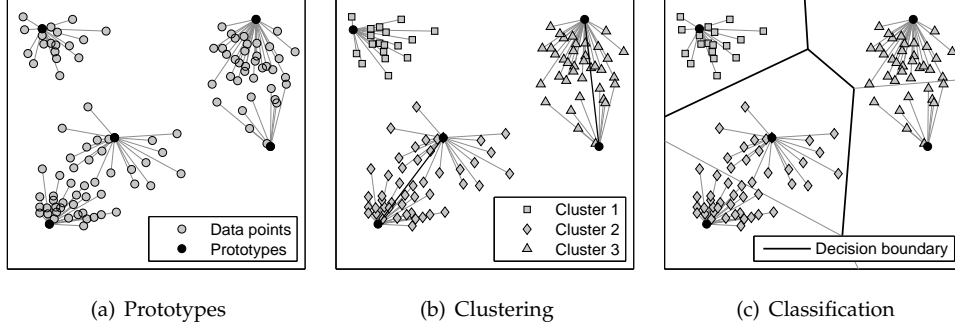 Data points
Prototypes
Cluster 1
Cluster 2
Cluster 3
Decision boundary
(a) Prototypes
(b) Clustering
(c) Classification